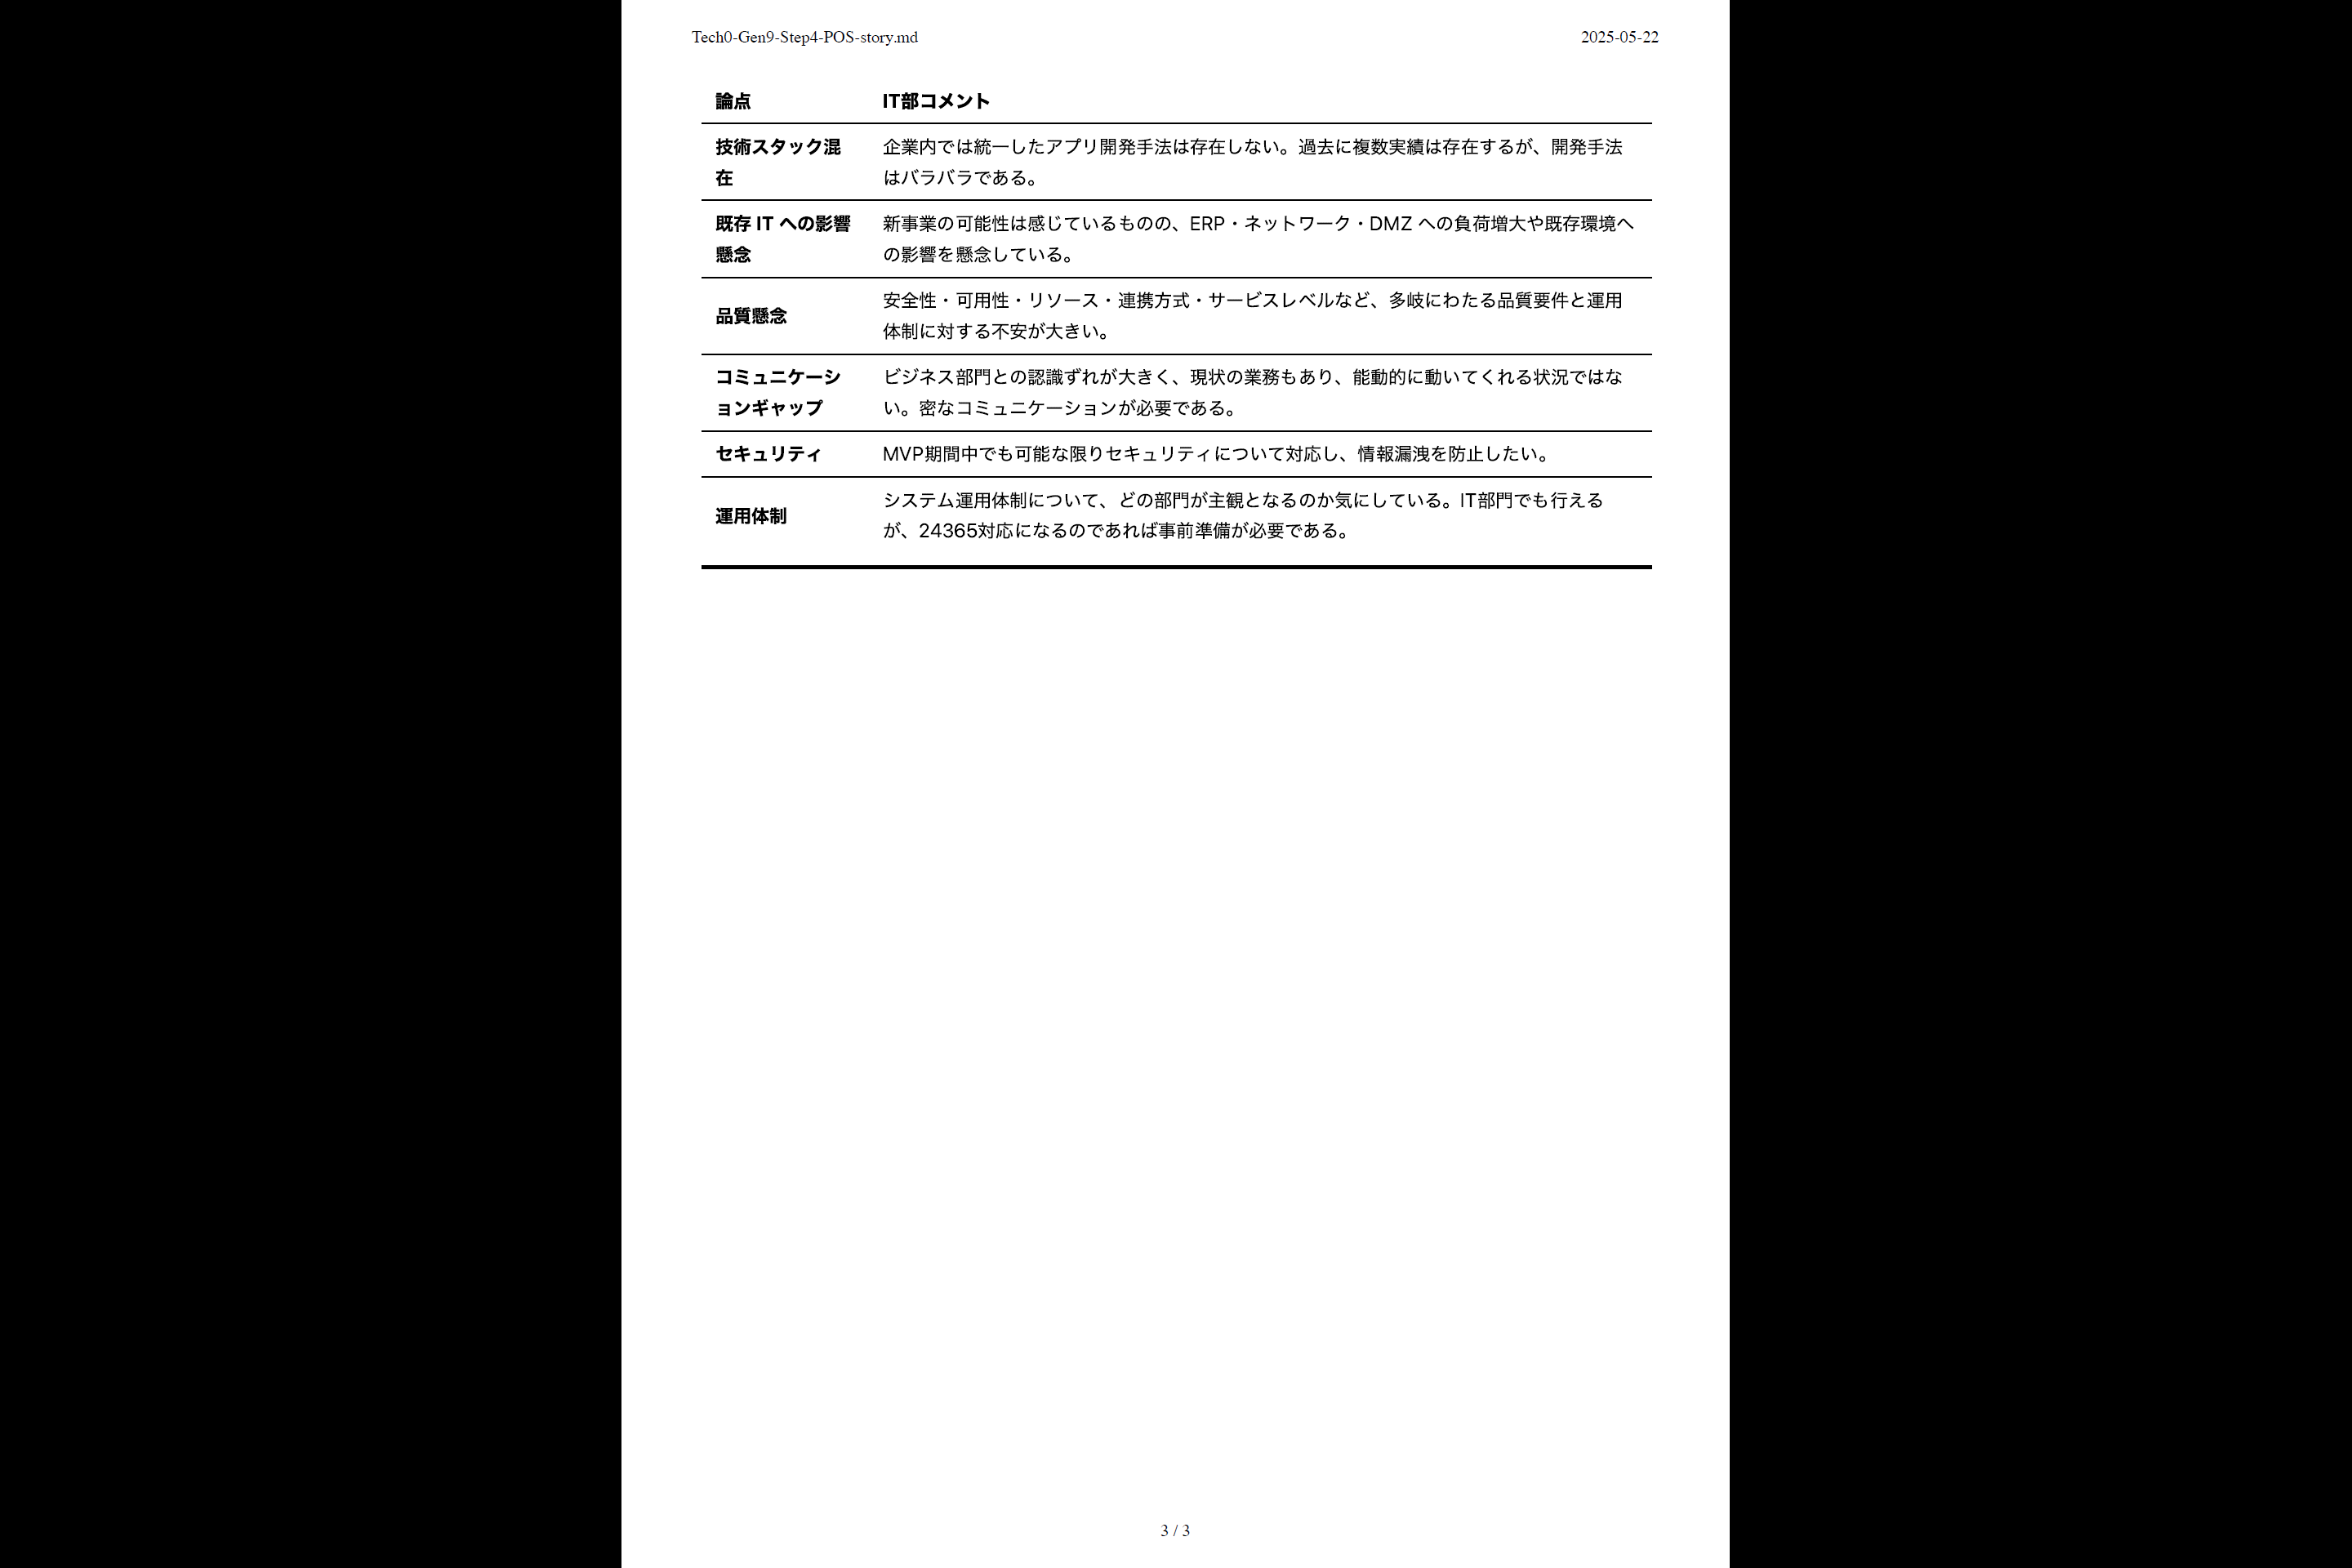 Tech0-Gen9-Step4-POS-story.md 2025-05-22
論点 IT部コメント
技術スタック混
在
企業内では統一したアプリ開発手法は存在しない。過去に複数実績は存在するが、開発手法
はバラバラである。
既存 IT への影響
懸念
新事業の可能性は感じているものの、ERP・ネットワーク・DMZ への負荷増大や既存環境へ
の影響を懸念している。
品質懸念
安全性・可用性・リソース・連携方式・サービスレベルなど、多岐にわたる品質要件と運用
体制に対する不安が大きい。
コミュニケーシ
ョンギャップ
ビジネス部門との認識ずれが大きく、現状の業務もあり、能動的に動いてくれる状況ではな
い。密なコミュニケーションが必要である。
セキュリティ
MVP期間中でも可能な限りセキュリティについて対応し、情報漏洩を防止したい。
運用体制
システム運用体制について、どの部門が主観となるのか気にしている。IT部門でも行える
が、24365対応になるのであれば事前準備が必要である。
3 / 3